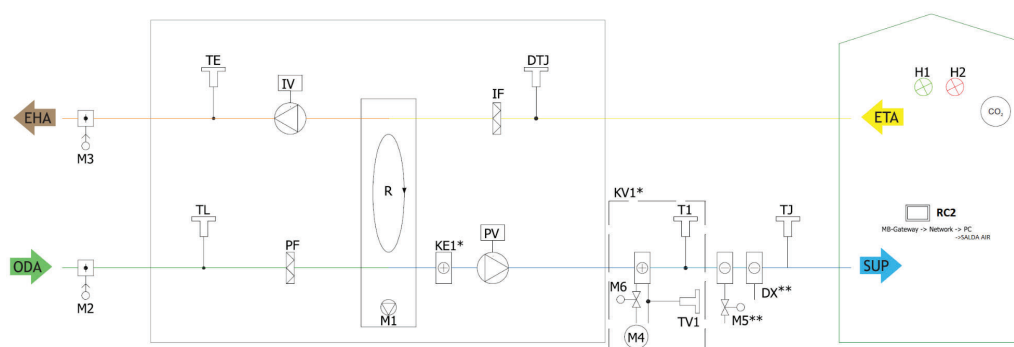 TE
IV
DTJ
IF
H1
H2
EHA
ETA
CO2
M3
R
TL
KV1*
T1
TJ
RC2
PF
KE1*
PV
MB-Gateway -> Network -> PC
->SALDA AIR
ODA
SUP
M6
DX**
M2
M1
TV1
M5**
M4